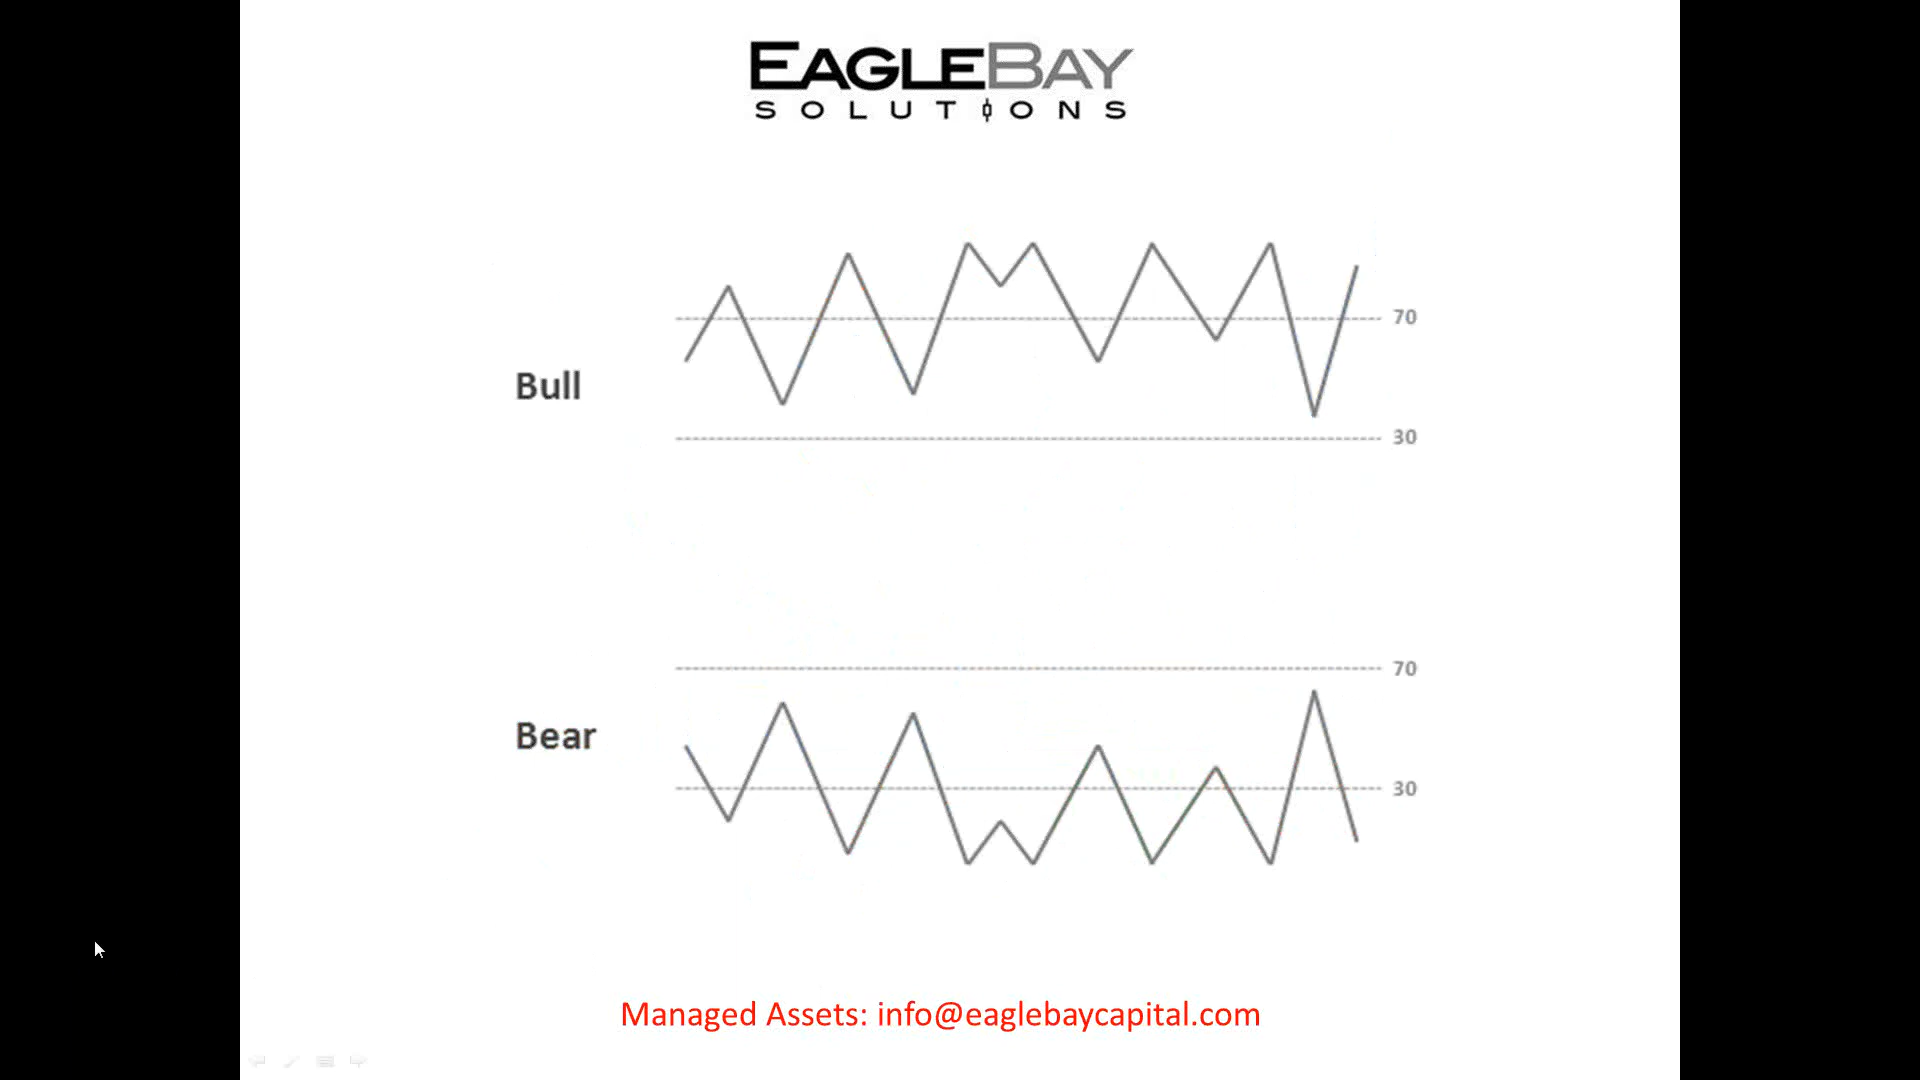 EAGLEBAY
SOLUTIONS
70
Bull
30
70
Bear
30
Managed Assets: info@eaglebaycapital.com